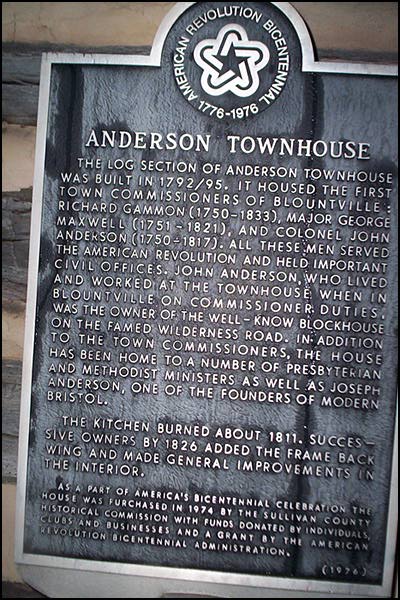 AMERICAN REVOLUTION BICENTENNIAL
1776-1976
ANDERSON TOWNHOUSE
THE LOG SECTION OF ANDERSON TOWNHOUSE
WAS BUILT IN 1792/95. IT HOUSED THE FIRST
TOWN COMMISSIONERS OF BLOUNTVILLE:
RICHARD GAMMON (1750-1833), MAJOR GEORGE
MAXWELL (1751-1821), AND COLONEL JOHN
ANDERSON (1750-1817). ALL THESE MEN SERVED
THE AMERICAN REVOLUTION AND HELD IMPORTANT
CIVIL OFFICES. JOHN ANDERSON, WHO LIVED
AND WORKED AT THE TOWNHOUSE WHEN IN
BLOUNTVILLE ON COMMISSIONER DUTIES,
WAS THE OWNER OF THE WELL-KNOW BLOCKHOUSE
ON THE FAMED WILDERNESS ROAD. IN ADDITION
TO THE TOWN COMMISSIONERS, THE HOUSE
HAS BEEN HOME TO A NUMBER OF PRESBYTERIAN
AND METHODIST MINISTERS AS WELL AS JOSEPH
ANDERSON, ONE OF THE FOUNDERS OF MODERN
BRISTOL.
THE KITCHEN BURNED ABOUT 1811. SUCCES-
SIVE OWNERS BY 1826 ADDED THE FRAME BACK
WING AND MADE GENERAL IMPROVEMENTS IN
THE INTERIOR.
AS A PART OF AMERICA'S BICENTENNIAL CELEBRATION THE
HOUSE WAS FURCHASED IN 1974 BY THE SULLIVAN COUNTY
HISTORICAL COMMISSION WITH FUNDS DONATED BY INDIVIDUALS,
CLUBS AND BUSINESSES AND A GRANT BY THE AMERICAN
REVOLUTION BICENTENNIAL ADMINISTRATION.
(1976)